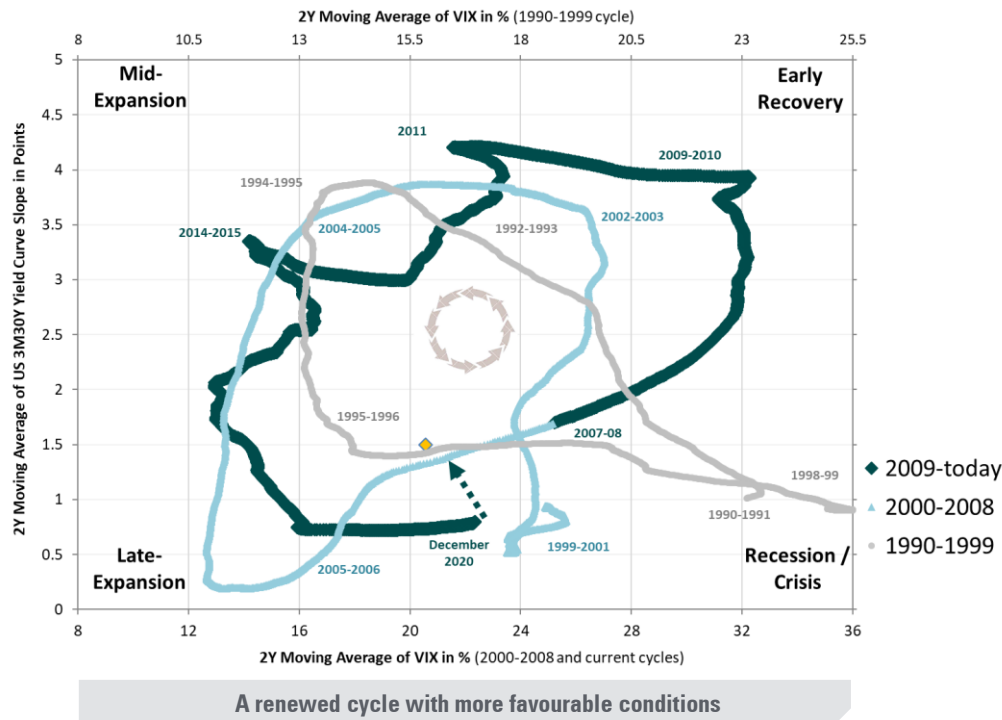 2Y Moving Average of VIX in % (1990-1999 cycle)
8 10.5 13 15.5 18 20.5 23 25.5
2Y Moving Average of US 3M30Y Yield Curve Slope in Points
5
4.5
4
3.5
3
2.5
2
1.5
1
0.5
0
Mid-
Expansion
Early
Recovery
2011
2009-2010
1994-1995
2004-2005
2002-2003
2014-2015
1992-1993
1995-1996
2007-08
1998-99
1990-1991
December
2020
1999-2001
2005-2006
Late-
Expansion
Recession /
Crisis
2009-today
2000-2008
1990-1999
8 12 16 20 24 28 32 36
2Y Moving Average of VIX in % (2000-2008 and current cycles)
A renewed cycle with more favourable conditions